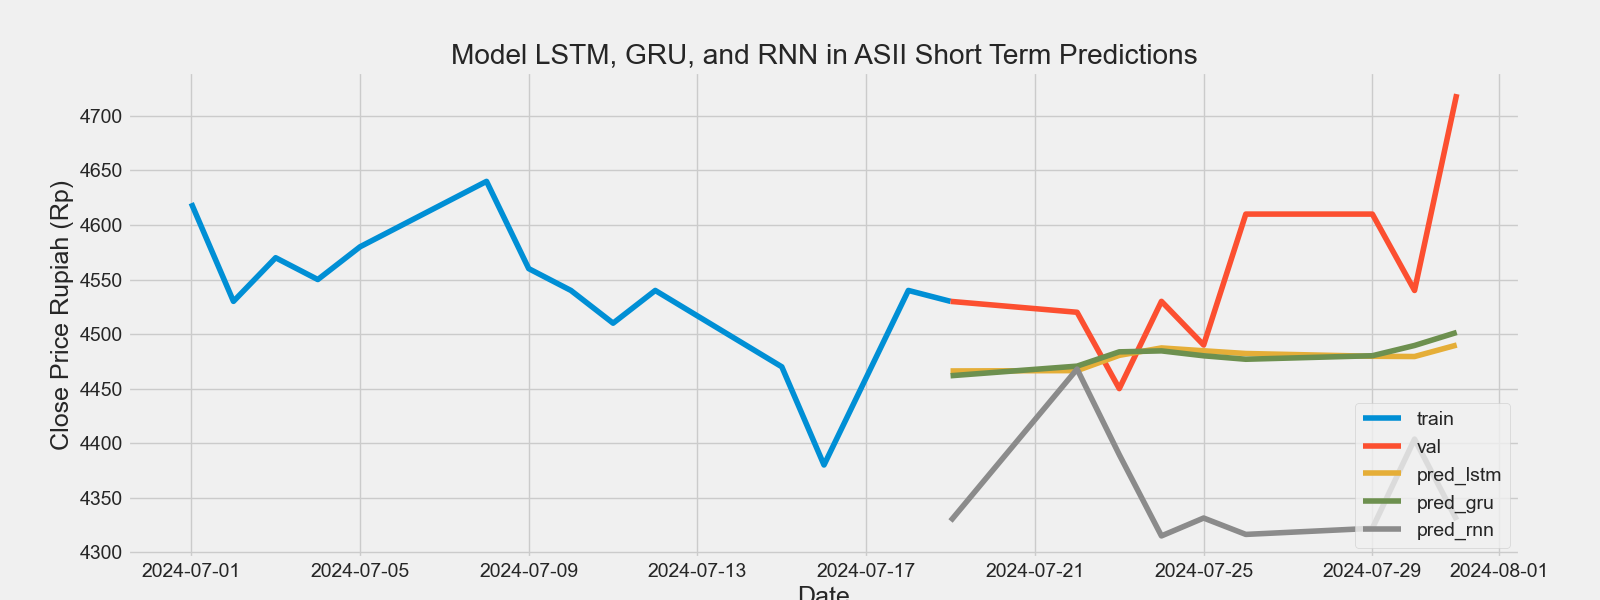 Model LSTM, GRU, and RNN in ASII Short Term Predictions
Close Price Rupiah (Rp)
4700
4650
4600
4550
4500
4450
4400
4350
4300
train
val
pred_lstm
pred_gru
pred_rnn
2024-07-01 2024-07-05 2024-07-09 2024-07-13 2024-07-17 2024-07-21 2024-07-25 2024-07-29 2024-08-01
Date